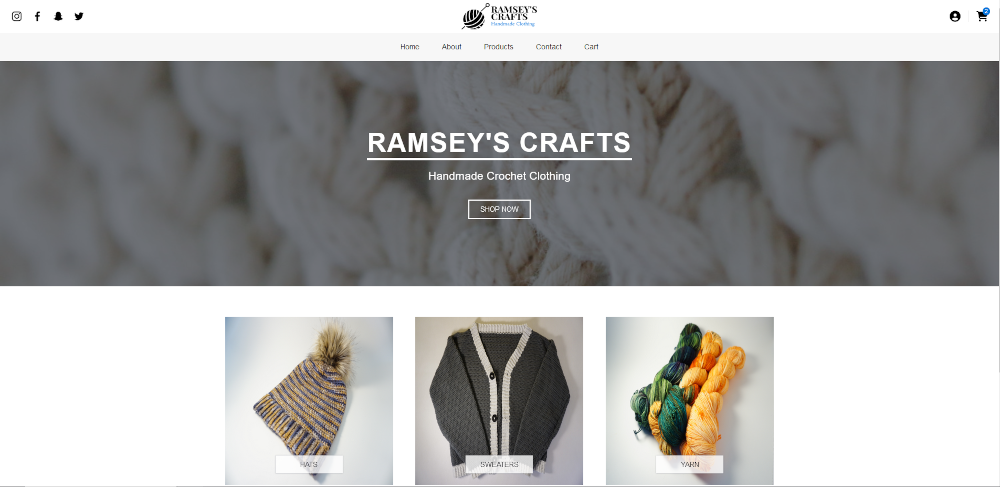 RAMSEY'S
CRAFTS
Handmade Clothing
Home About Products Contact Cart
RAMSEY'S CRAFTS
Handmade Crochet Clothing
SHOP NOW
HATS SWEATERS YARN